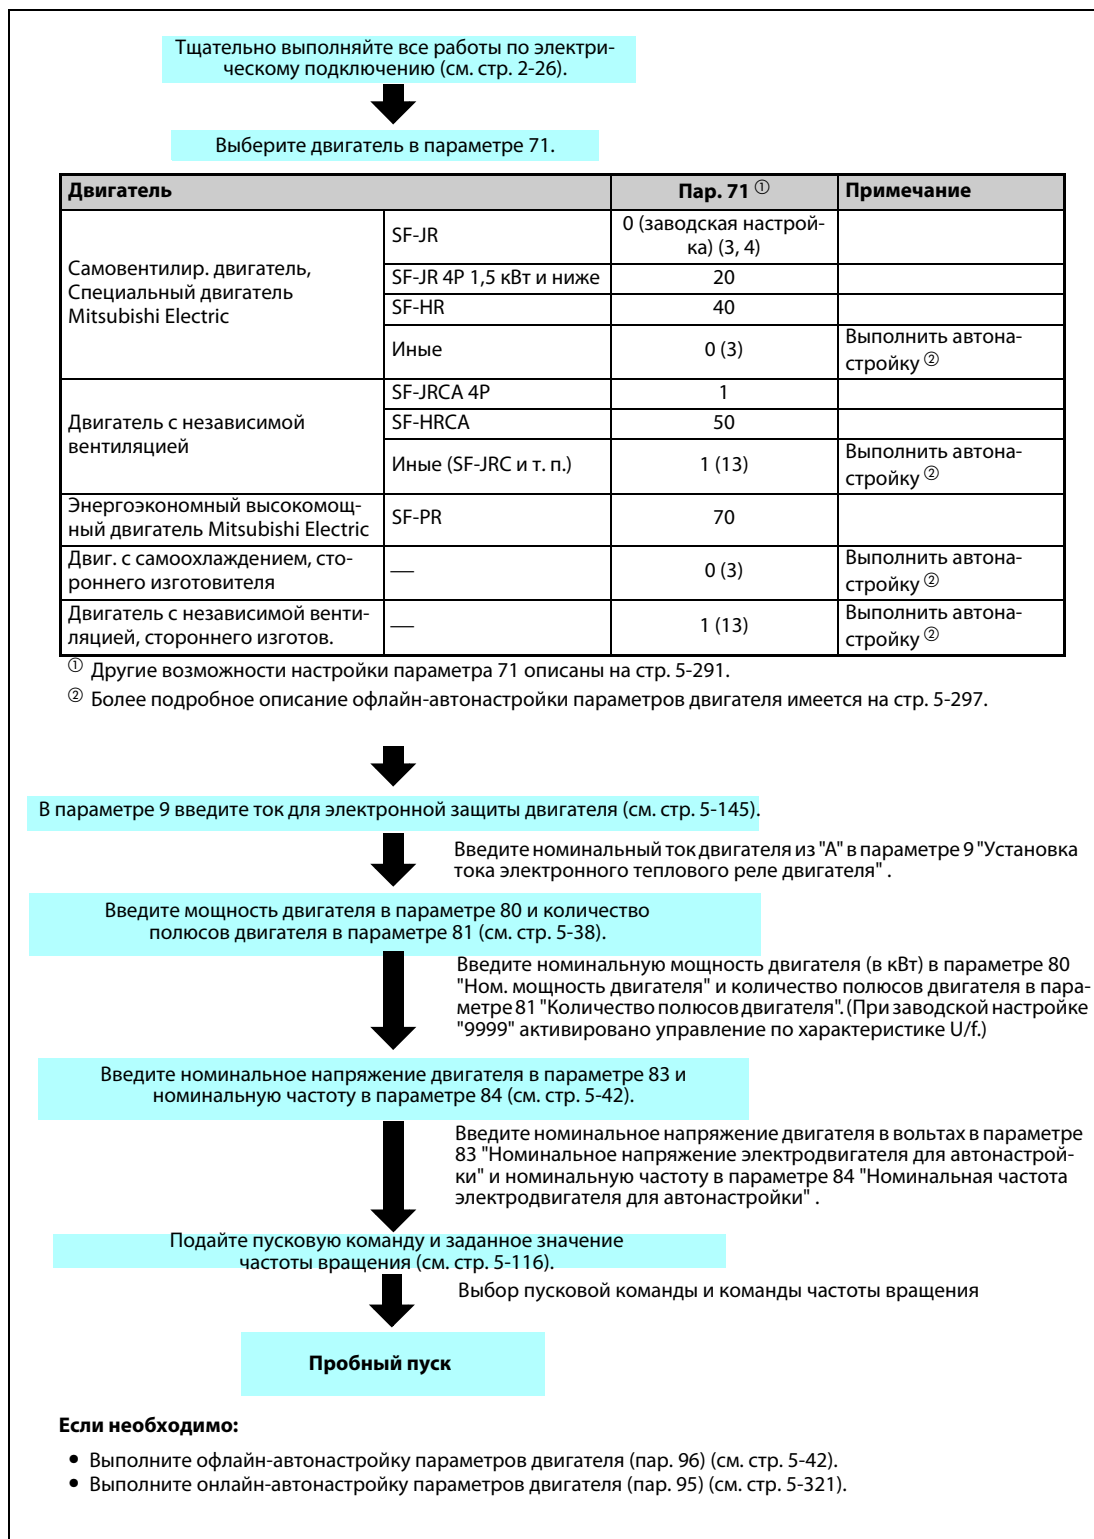 Тщательно выполняйте все работы по электри-
ческому подключению (см. стр. 2-26).
Выберите двигатель в параметре 71.
Двигатель Пар. 71 ① Примечание
Самовентилир. двигатель,
Специальный двигатель
Mitsubishi Electric
SF-JR 0 (заводская настрой-
ка) (3, 4)
SF-JR 4P 1,5 кВт и ниже 20
SF-HR 40
Иные 0 (3) Выполнить автона-
стройку ②
Двигатель с независимой
вентиляцией
SF-JRCA 4P 1
SF-HRCA 50
Иные (SF-JRC и т. п.) 1 (13) Выполнить автона-
стройку ②
Энергоэкономный высокомощ-
ный двигатель Mitsubishi Electric
SF-PR 70
Двиг. с самоохлаждением, сто-
роннего изготовителя
— 0 (3) Выполнить автона-
стройку ②
Двигатель с независимой венти-
ляцией, стороннего изготов.
— 1 (13) Выполнить автона-
стройку ②
① Другие возможности настройки параметра 71 описаны на стр. 5-291.
② Более подробное описание офлайн-автонастройки параметров двигателя имеется на стр. 5-297.
В параметре 9 введите ток для электронной защиты двигателя (см. стр. 5-145).
Введите номинальный ток двигателя из "А" в параметре 9 "Установка
тока электронного теплового реле двигателя" .
Введите мощность двигателя в параметре 80 и количество
полюсов двигателя в параметре 81 (см. стр. 5-38).
Введите номинальную мощность двигателя (в кВт) в параметре 80
"Ном. мощность двигателя" и количество полюсов двигателя в пара-
метре 81 "Количество полюсов двигателя". (При заводской настройке
"9999" активировано управление по характеристике U/f.)
Введите номинальное напряжение двигателя в параметре 83 и
номинальную частоту в параметре 84 (см. стр. 5-42).
Введите номинальное напряжение двигателя в вольтах в параметре
83 "Номинальное напряжение электродвигателя для автонастрой-
ки" и номинальную частоту в параметре 84 "Номинальная частота
электродвигателя для автонастройки" .
Подайте пусковую команду и заданное значение
частоты вращения (см. стр. 5-116).
Выбор пусковой команды и команды частоты вращения
Пробный пуск
Если необходимо:
● Выполните офлайн-автонастройку параметров двигателя (пар. 96) (см. стр. 5-42).
● Выполните онлайн-автонастройку параметров двигателя (пар. 95) (см. стр. 5-321).